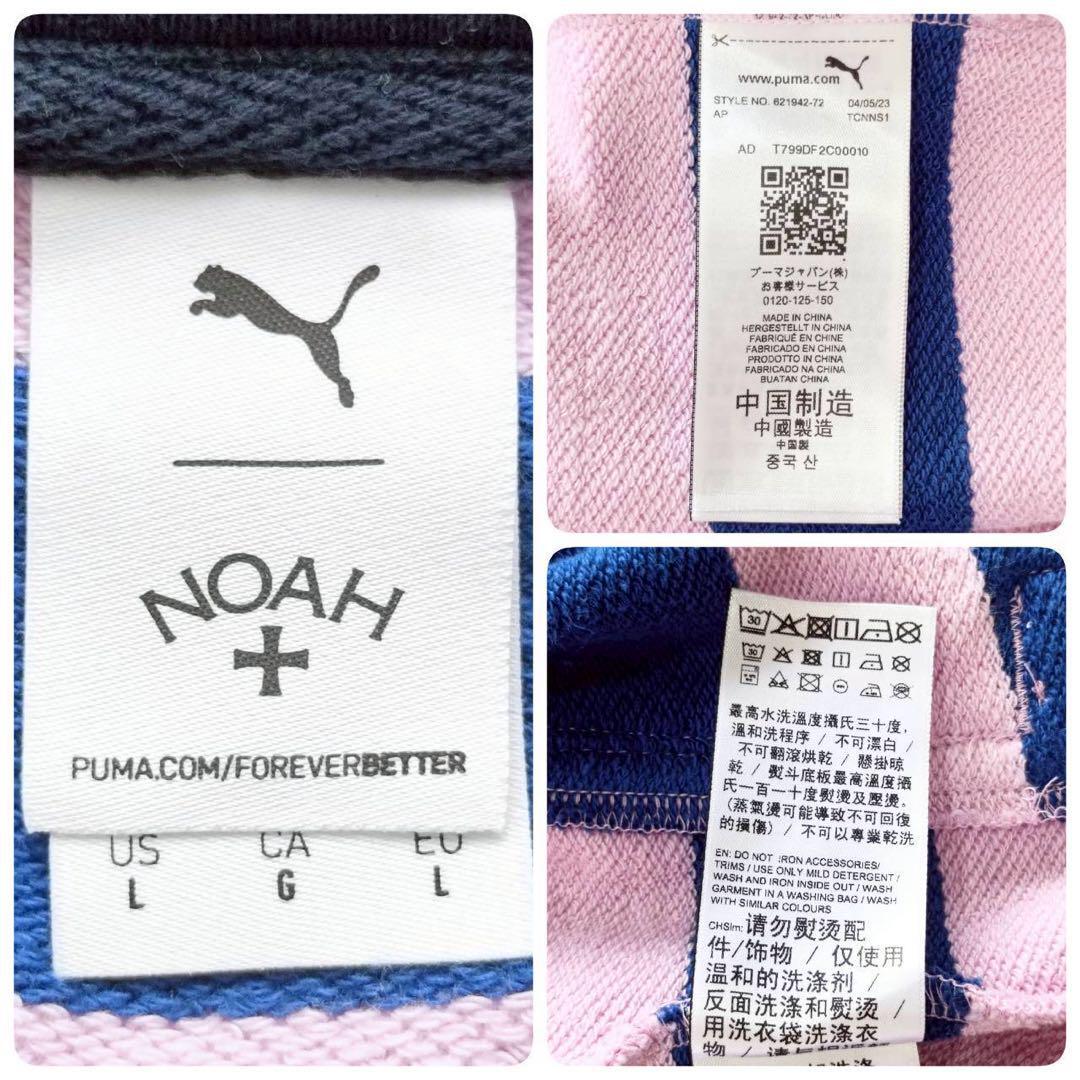 NOAH
PUMA.COM/FOREVERBETTER
US CA EU
L G L
www.puma.com
STYLE NO. 621942-72 04/05/23
AP TCNNS1
AD T799DF2C00010
プーマジャパン(株)
お客様サービス
0120-125-150
MADE IN CHINA
HERGESTELLT IN CHINA
FABRIQUÉ EN CHINE
FABRICADO EN CHINA
PRODOTTO IN CHINA
FABRICADO NA CHINA
BUATAN CHINA
中国制造
中國製造
中国製
중국 산
30
30
最高水洗溫度攝氏三十度,
溫和洗程序 / 不可漂白 /
不可翻滾烘乾 / 懸掛晾
乾 / 熨斗底板最高溫度攝
氏一百一十度熨燙及壓燙。
(蒸氣燙可能導致不可回復
的損傷) / 不可以專業乾洗
EN: DO NOT IRON ACCESSORIES/
TRIMS / USE ONLY MILD DETERGENT /
WASH AND IRON INSIDE OUT / WASH
GARMENT IN A WASHING BAG / WASH
WITH SIMILAR COLOURS
CHSIm: 请勿熨烫配
件/饰物 / 仅使用
温和的洗涤剂 /
反面洗涤和熨烫 /
用洗衣袋洗涤衣
物 / 请勿